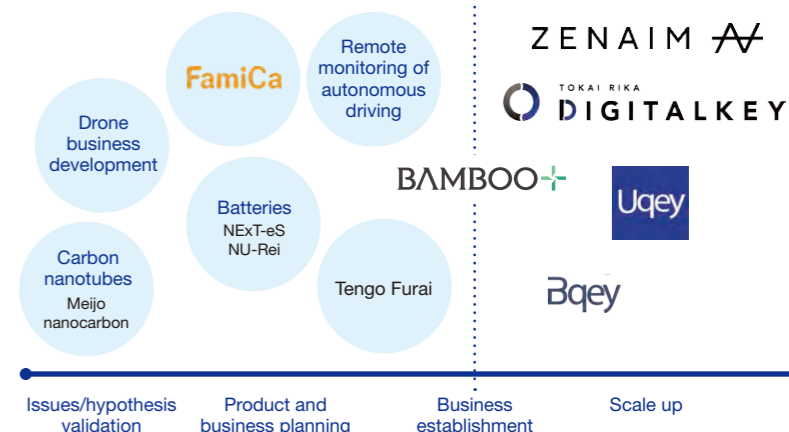 ZENAIM
TOKAI RIKA
DIGITALKEY
FamiCa
Remote
monitoring of
autonomous
driving
Drone
business
development
BAMBOO+
Uqey
Batteries
NExT-eS
NU-Rei
Carbon
nanotubes
Meijo
nanocarbon
Tengo Furai
Bqey
Issues/hypothesis
validation
Product and
business planning
Business
establishment
Scale up